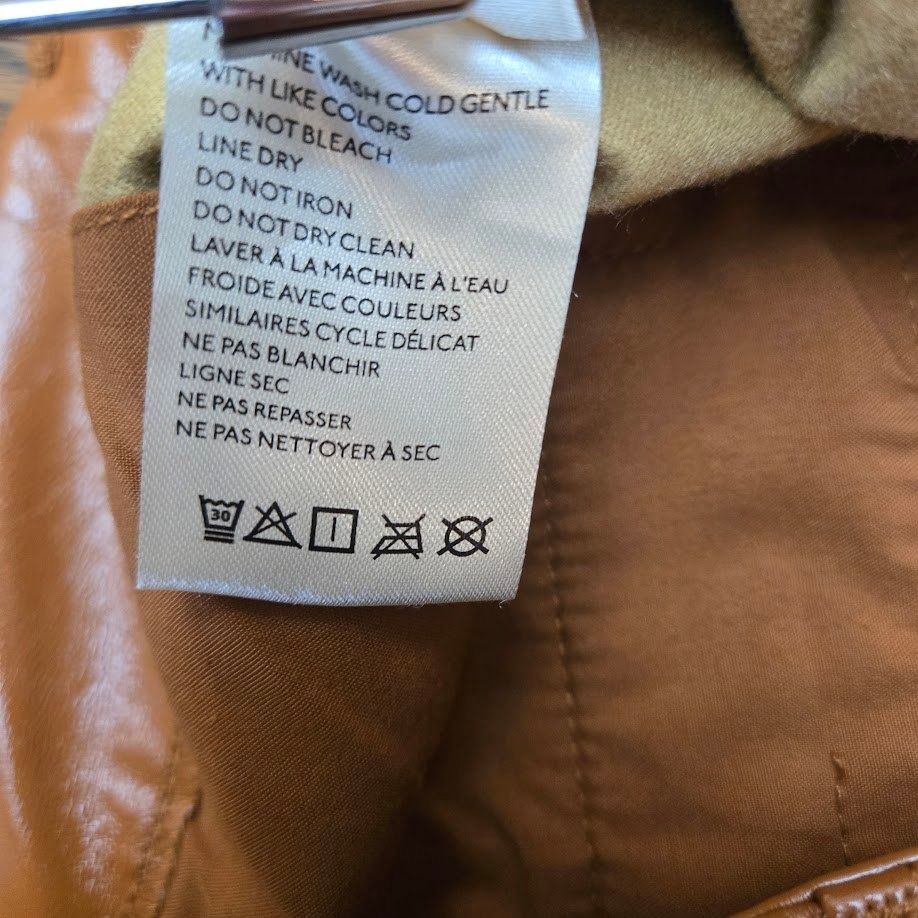 WASH COLD GENTLE
WITH LIKE COLORS
DO NOT BLEACH
LINE DRY
DO NOT IRON
DO NOT DRY CLEAN
LAVER À LA MACHINE À L'EAU
FROIDE AVEC COULEURS
SIMILAIRES CYCLE DÉLICAT
NE PAS BLANCHIR
LIGNE SEC
NE PAS REPASSER
NE PAS NETTOYER À SEC
30